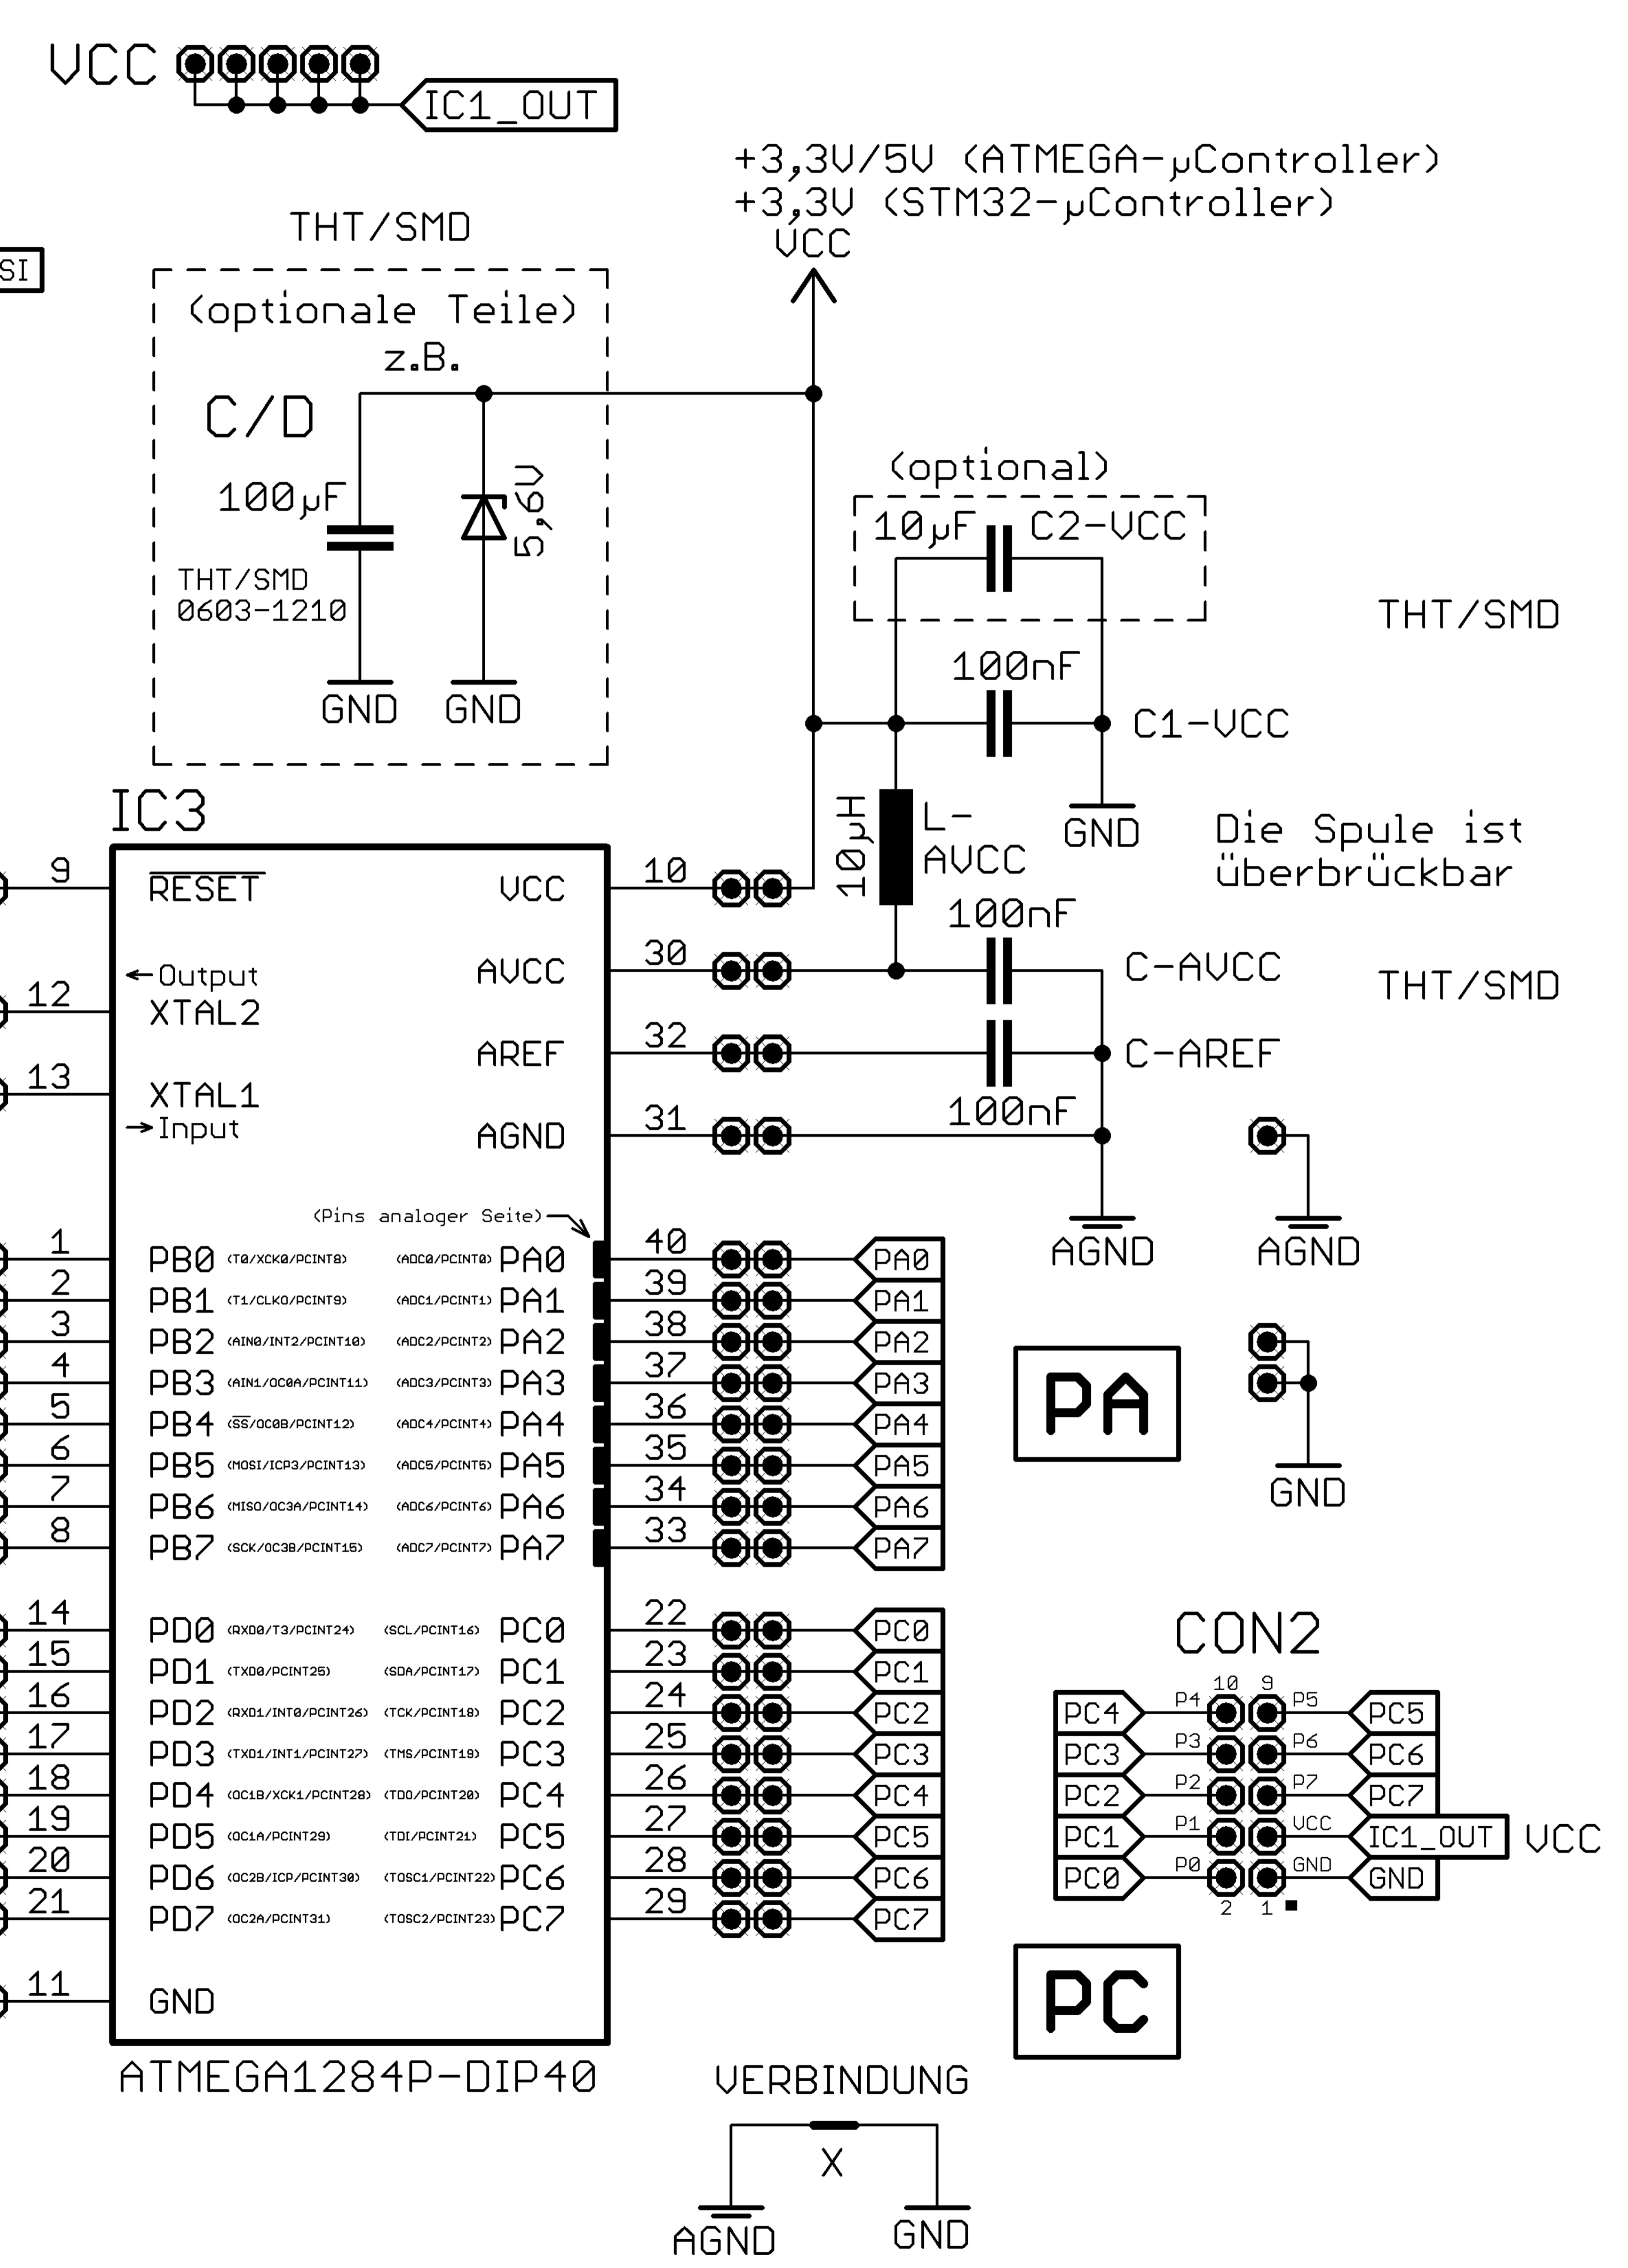 VCC
IC1_OUT
+3,3V/5V (ATMEGA-µController)
+3,3V (STM32-µController)
VCC
THT/SMD
SI
(optionale Teile)
z.B.
C/D
100µF
5,6V
THT/SMD
0603-1210
GND
GND
(optional)
10µF
C2-VCC
THT/SMD
100nF
C1-VCC
GND
10µH
L-
AVCC
Die Spule ist
überbrückbar
IC3
9
RESET
VCC
10
100nF
← Output
AVCC
30
C-AVCC
THT/SMD
12
XTAL2
AREF
32
C-AREF
13
XTAL1
100nF
→ Input
AGND
31
AGND
AGND
(Pins analoger Seite)
1 PB0 (T0/XCK0/PCINT8) (ADC0/PCINT0) PA0 40 PA0
2 PB1 (T1/CLKO/PCINT9) (ADC1/PCINT1) PA1 39 PA1
3 PB2 (AIN0/INT2/PCINT10) (ADC2/PCINT2) PA2 38 PA2
4 PB3 (AIN1/OC0A/PCINT11) (ADC3/PCINT3) PA3 37 PA3
5 PB4 (SS/OC0B/PCINT12) (ADC4/PCINT4) PA4 36 PA4
6 PB5 (MOSI/ICP3/PCINT13) (ADC5/PCINT5) PA5 35 PA5
7 PB6 (MISO/OC3A/PCINT14) (ADC6/PCINT6) PA6 34 PA6
8 PB7 (SCK/OC3B/PCINT15) (ADC7/PCINT7) PA7 33 PA7
PA
GND
14 PD0 (RXD0/T3/PCINT24) (SCL/PCINT16) PC0 22 PC0
15 PD1 (TXD0/PCINT25) (SDA/PCINT17) PC1 23 PC1
16 PD2 (RXD1/INT0/PCINT26) (TCK/PCINT18) PC2 24 PC2
17 PD3 (TXD1/INT1/PCINT27) (TMS/PCINT19) PC3 25 PC3
18 PD4 (OC1B/XCK1/PCINT28) (TDO/PCINT20) PC4 26 PC4
19 PD5 (OC1A/PCINT29) (TDI/PCINT21) PC5 27 PC5
20 PD6 (OC2B/ICP/PCINT30) (TOSC1/PCINT22) PC6 28 PC6
21 PD7 (OC2A/PCINT31) (TOSC2/PCINT23) PC7 29 PC7
11 GND
ATMEGA1284P-DIP40
CON2
10 9
PC4 P4 P5 PC5
PC3 P3 P6 PC6
PC2 P2 P7 PC7
PC1 P1 VCC IC1_OUT VCC
PC0 P0 GND GND
2 1
PC
VERBINDUNG
X
AGND
GND